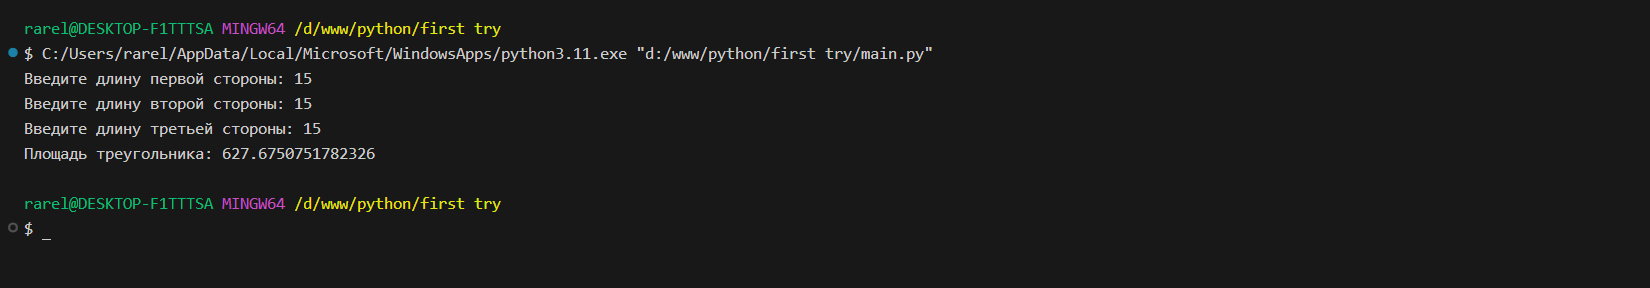 rarel@DESKTOP-F1TTTSA MINGW64 /d/www/python/first try
$ C:/Users/rarel/AppData/Local/Microsoft/WindowsApps/python3.11.exe "d:/www/python/first try/main.py"
Введите длину первой стороны: 15
Введите длину второй стороны: 15
Введите длину третьей стороны: 15
Площадь треугольника: 627.6750751782326
rarel@DESKTOP-F1TTTSA MINGW64 /d/www/python/first try
$ _